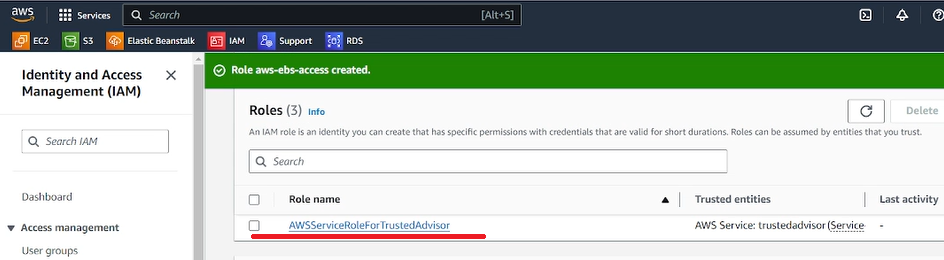 aws Services Search [Alt+S]
EC2 S3 Elastic Beanstalk IAM Support RDS
Identity and Access Management (IAM)
Search IAM
Dashboard
Access management
User groups
Role aws-ebs-access created.
Roles (3) Info
Delete
An IAM role is an identity you can create that has specific permissions with credentials that are valid for short durations. Roles can be assumed by entities that you trust.
Search
Role name Trusted entities Last activity
AWSServiceRoleForTrustedAdvisor AWS Service: trustedadvisor (Service- -